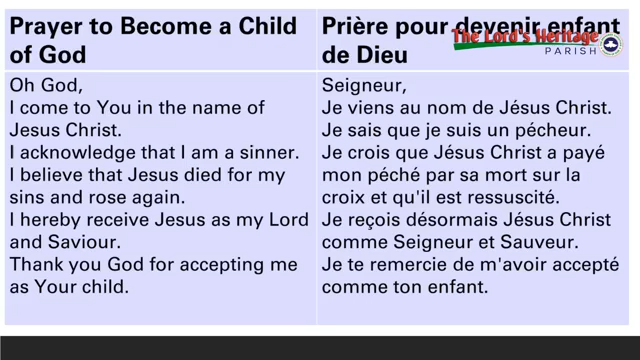 Prayer to Become a Child
of God
Oh God,
I come to You in the name of
Jesus Christ.
I acknowledge that I am a sinner.
I believe that Jesus died for my
sins and rose again.
I hereby receive Jesus as my Lord
and Saviour.
Thank you God for accepting me
as Your child.
Prière pour devenir enfant
de Dieu
Seigneur,
Je viens au nom de Jésus Christ.
Je sais que je suis un pécheur.
Je crois que Jésus Christ a payé
mon péché par sa mort sur la
croix et qu'il est ressuscité.
Je reçois désormais Jésus Christ
comme Seigneur et Sauveur.
Je te remercie de m'avoir accepté
comme ton enfant.
The Lord's Heritage
PARISH